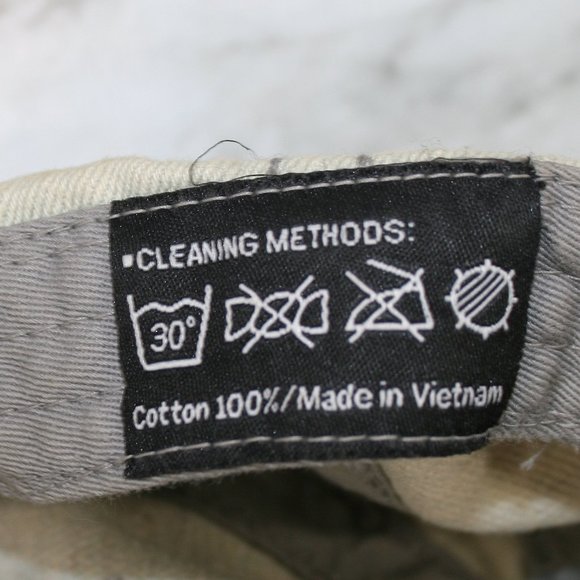 ▪CLEANING METHODS:
30°
Cotton 100%/Made in Vietnam